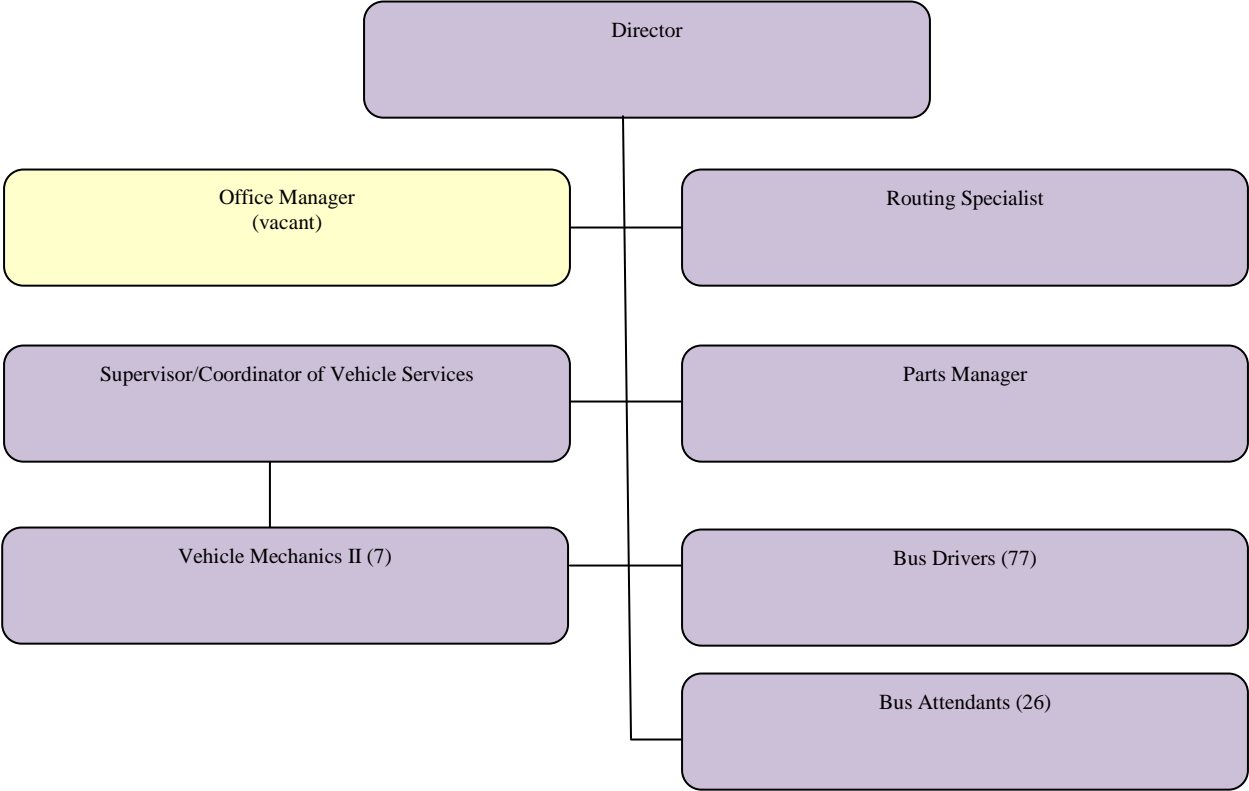 Director
Office Manager
(vacant)
Routing Specialist
Supervisor/Coordinator of Vehicle Services
Parts Manager
Vehicle Mechanics II (7)
Bus Drivers (77)
Bus Attendants (26)